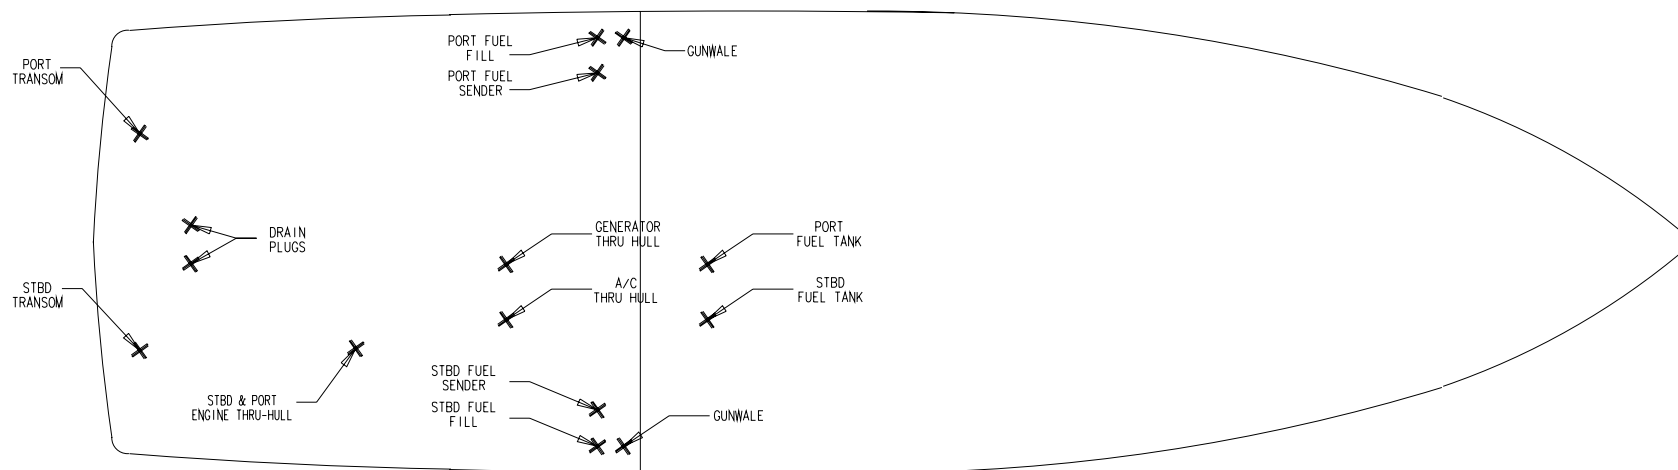 PORT FUEL
FILL
GUNWALE
PORT
TRANSOM
PORT FUEL
SENDER
DRAIN
PLUGS
GENERATOR
THRU HULL
PORT
FUEL TANK
STBD
TRANSOM
A/C
THRU HULL
STBD
FUEL TANK
STBD & PORT
ENGINE THRU-HULL
STBD FUEL
SENDER
STBD FUEL
FILL
GUNWALE